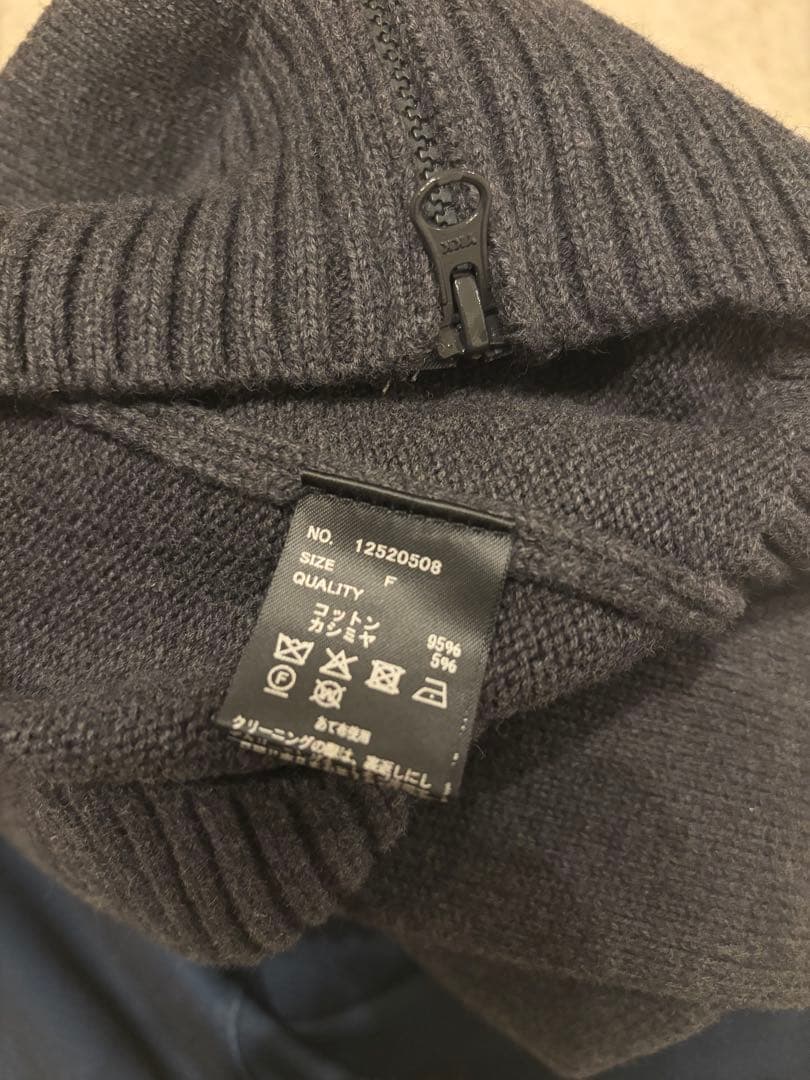 YKK
NO. 12520508
SIZE F
QUALITY
コットン 95%
カシミヤ 5%
F W
あて布使用
クリーニングの際は、裏返しにし